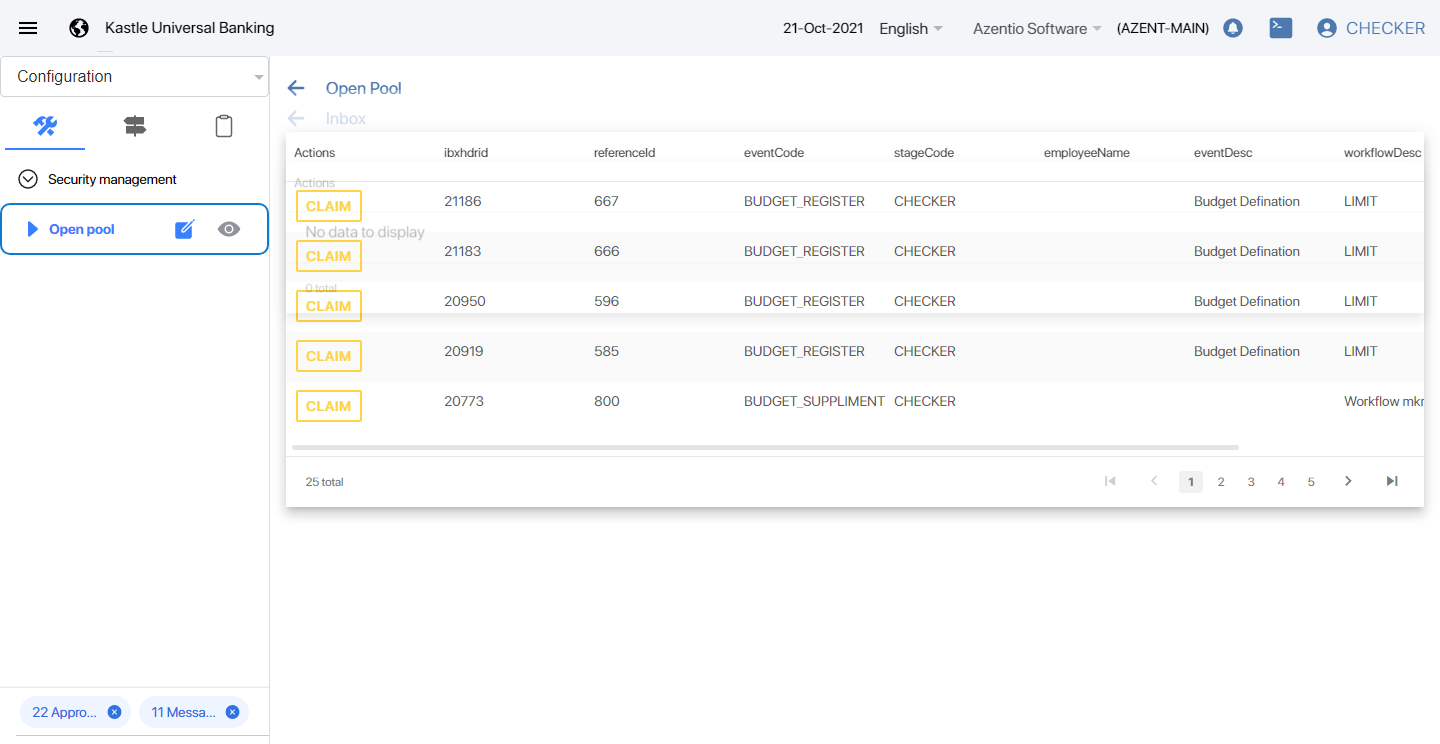 Kastle Universal Banking 21-Oct-2021 English Azentio Software (AZENT-MAIN) CHECKER
Configuration
Security management
Open pool
22 Appro...
11 Messa...
Open Pool
Inbox
Actions ibxhdrid referenceId eventCode stageCode employeeName eventDesc workflowDesc
Actions
CLAIM 21186 667 BUDGET_REGISTER CHECKER Budget Defination LIMIT
No data to display
CLAIM 21183 666 BUDGET_REGISTER CHECKER Budget Defination LIMIT
0 total
CLAIM 20950 596 BUDGET_REGISTER CHECKER Budget Defination LIMIT
CLAIM 20919 585 BUDGET_REGISTER CHECKER Budget Defination LIMIT
CLAIM 20773 800 BUDGET_SUPPLIMENT CHECKER Workflow mkr
25 total 1 2 3 4 5